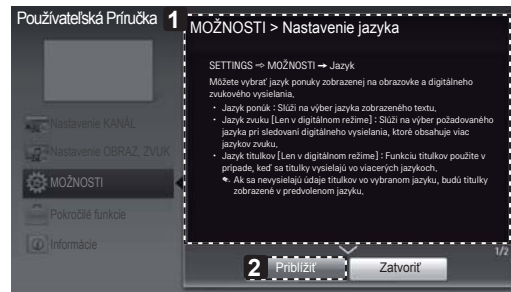 Používateľská Príručka
1
MOŽNOSTI > Nastavenie jazyka
SETTINGS ⇨ MOŽNOSTI → Jazyk
Môžete vybrať jazyk ponuky zobrazenej na obrazovke a digitálneho
zvukového vysielania.
• Jazyk ponúk : Slúži na výber jazyka zobrazeného textu.
• Jazyk zvuku [Len v digitálnom režime] : Slúži na výber požadovaného
jazyka pri sledovaní digitálneho vysielania, ktoré obsahuje viac
jazykov zvuku.
• Jazyk titulkov [Len v digitálnom režime] : Funkciu titulkov použite v
prípade, keď sa titulky vysielajú vo viacerých jazykoch.
Ak sa nevysielajú údaje titulkov vo vybranom jazyku, budú titulky
zobrazené v predvolenom jazyku.
Nastavenie KANÁL
Nastavenie OBRAZ, ZVUK
MOŽNOSTI
Pokročilé funkcie
Informácie
1/2
2
Priblížiť
Zatvoriť